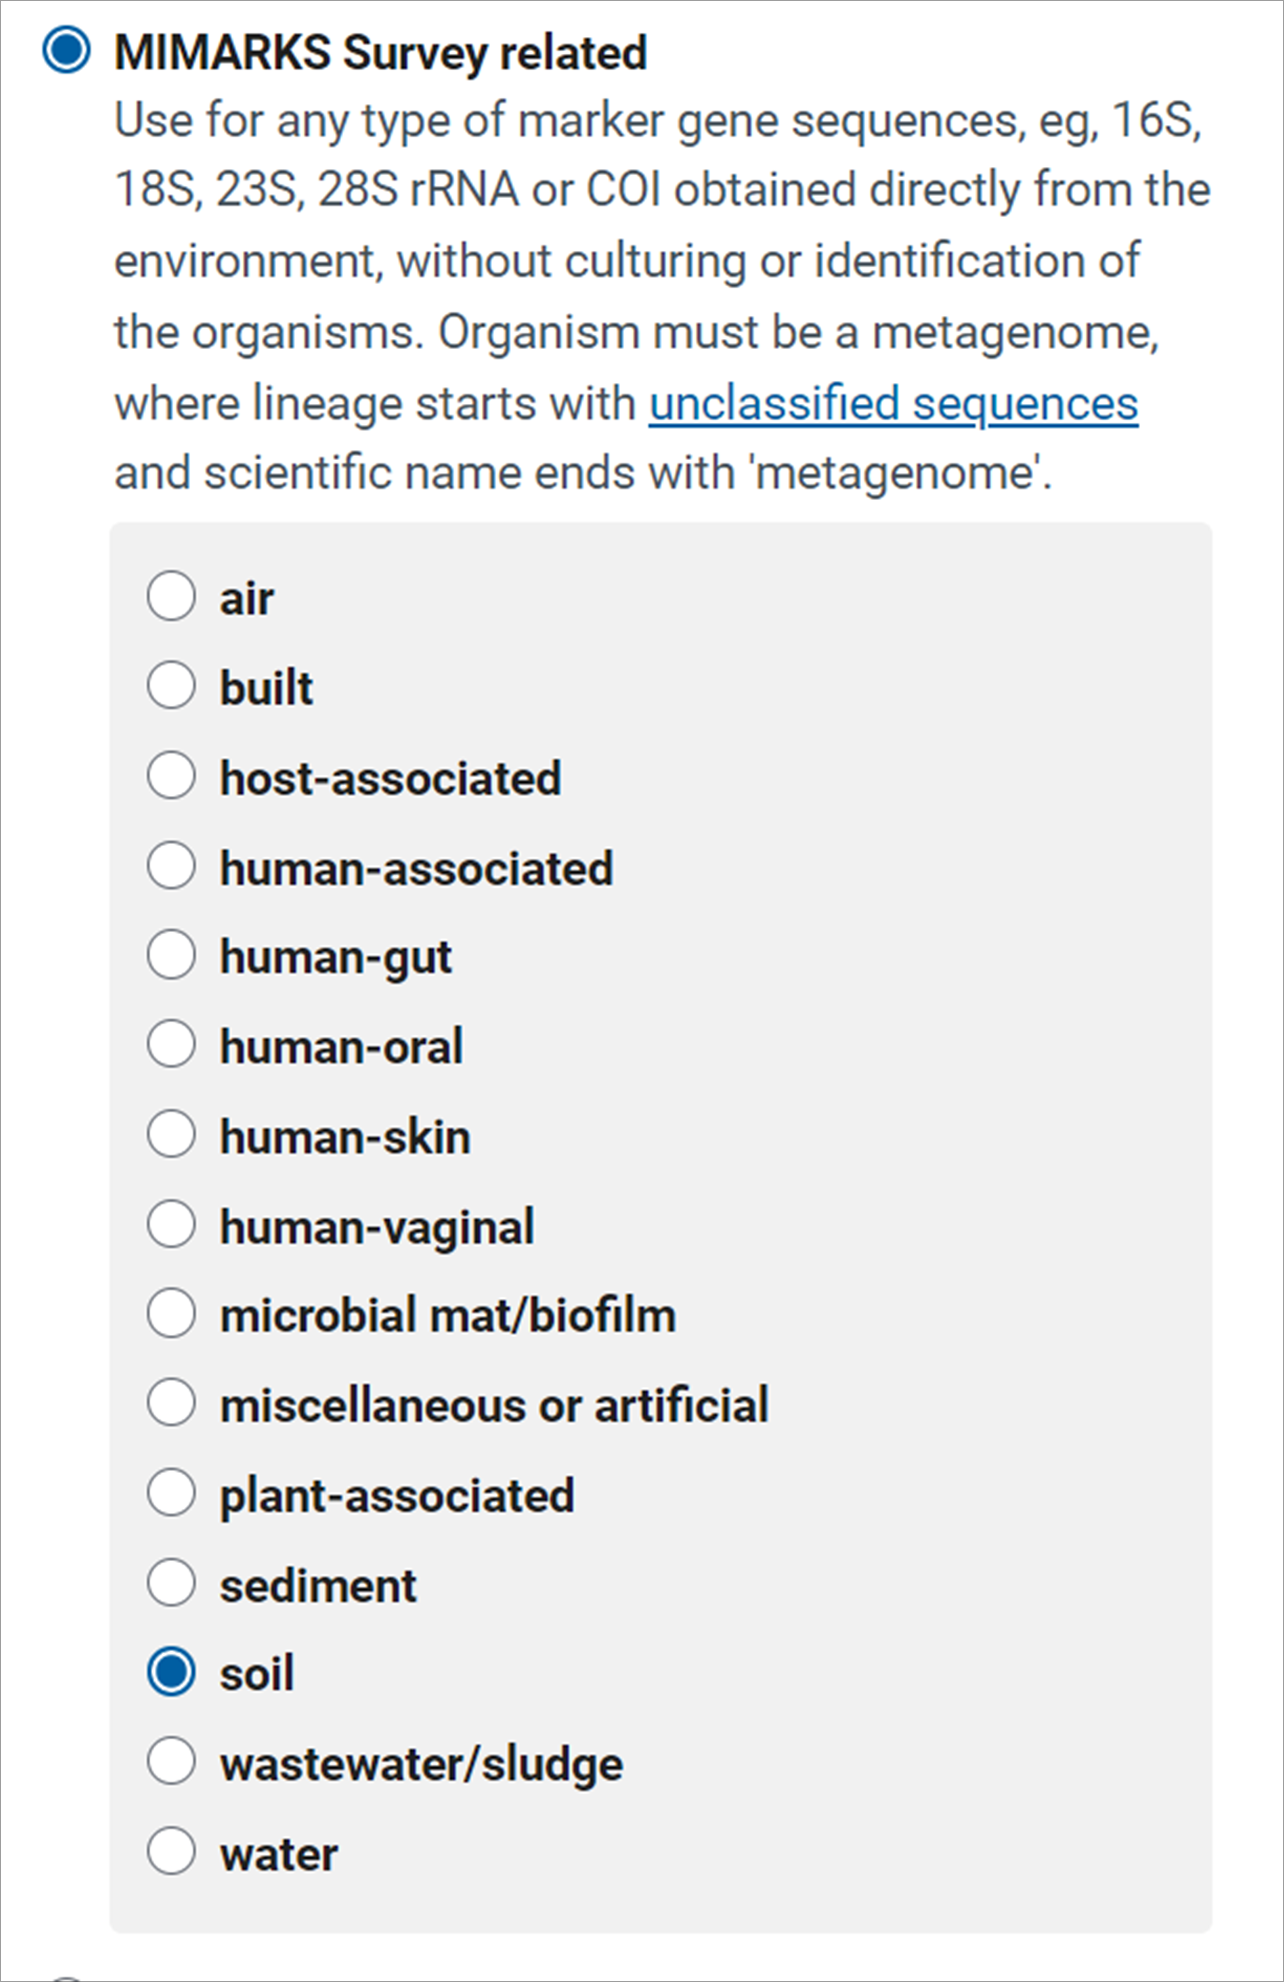 MIMARKS Survey related
Use for any type of marker gene sequences, eg, 16S,
18S, 23S, 28S rRNA or COI obtained directly from the
environment, without culturing or identification of
the organisms. Organism must be a metagenome,
where lineage starts with unclassified sequences
and scientific name ends with 'metagenome'.
air
built
host-associated
human-associated
human-gut
human-oral
human-skin
human-vaginal
microbial mat/biofilm
miscellaneous or artificial
plant-associated
sediment
soil
wastewater/sludge
water